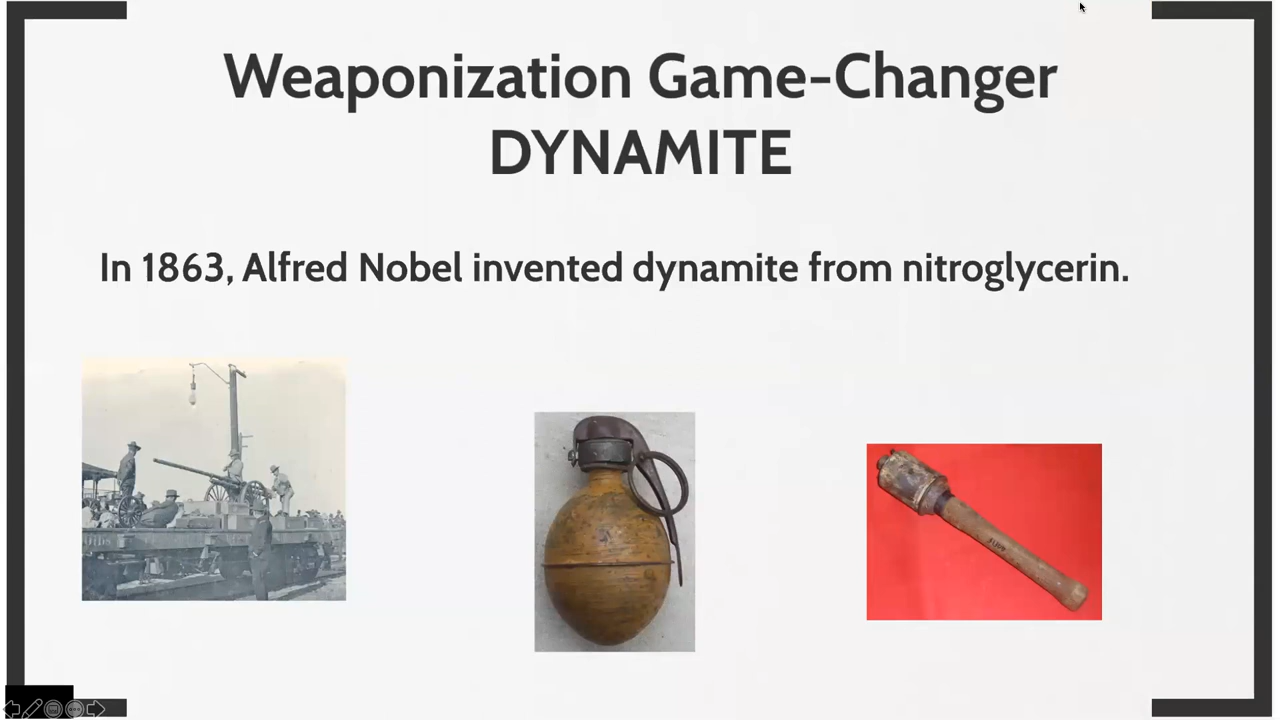 Weaponization Game-Changer
DYNAMITE
In 1863, Alfred Nobel invented dynamite from nitroglycerin.